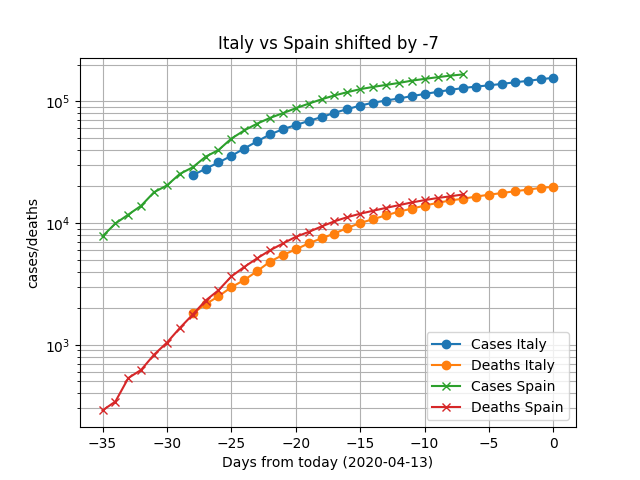 Italy vs Spain shifted by -7
cases/deaths
10^5
10^4
10^3
Cases Italy
Deaths Italy
Cases Spain
Deaths Spain
−35 −30 −25 −20 −15 −10 −5 0
Days from today (2020-04-13)